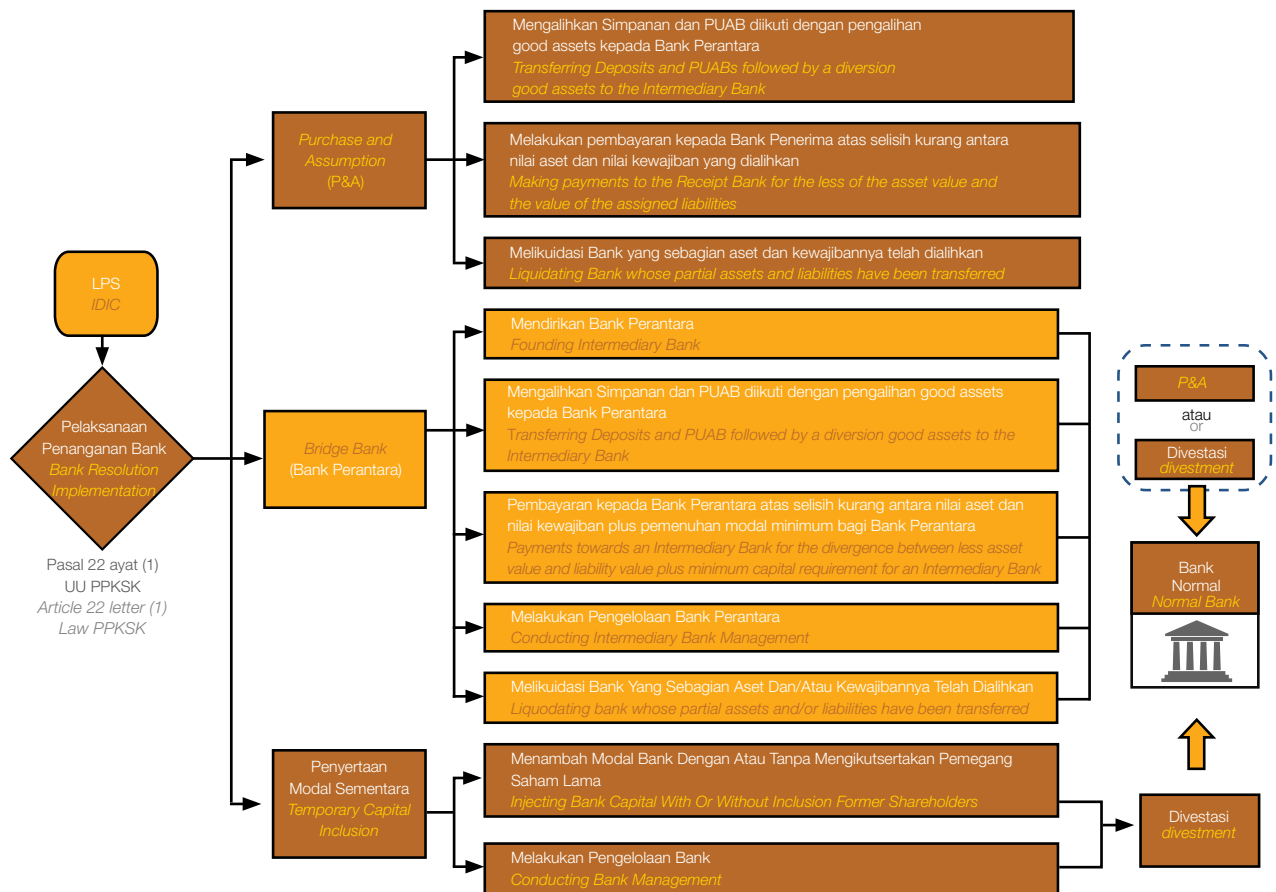 LPS
IDIC
Pelaksanaan
Penanganan Bank
Bank Resolution
Implementation
Pasal 22 ayat (1)
UU PPKSK
Article 22 letter (1)
Law PPKSK
Purchase and
Assumption
(P&A)
Mengalihkan Simpanan dan PUAB diikuti dengan pengalihan
good assets kepada Bank Perantara
Transferring Deposits and PUABs followed by a diversion
good assets to the Intermediary Bank
Melakukan pembayaran kepada Bank Penerima atas selisih kurang antara
nilai aset dan nilai kewajiban yang dialihkan
Making payments to the Receipt Bank for the less of the asset value and
the value of the assigned liabilities
Melikuidasi Bank yang sebagian aset dan kewajibannya telah dialihkan
Liquidating Bank whose partial assets and liabilities have been transferred
Bridge Bank
(Bank Perantara)
Mendirikan Bank Perantara
Founding Intermediary Bank
Mengalihkan Simpanan dan PUAB diikuti dengan pengalihan good assets
kepada Bank Perantara
Transferring Deposits and PUAB followed by a diversion good assets to the
Intermediary Bank
Pembayaran kepada Bank Perantara atas selisih kurang antara nilai aset dan
nilai kewajiban plus pemenuhan modal minimum bagi Bank Perantara
Payments towards an Intermediary Bank for the divergence between less asset
value and liability value plus minimum capital requirement for an Intermediary Bank
Melakukan Pengelolaan Bank Perantara
Conducting Intermediary Bank Management
Melikuidasi Bank Yang Sebagian Aset Dan/Atau Kewajibannya Telah Dialihkan
Liquodating bank whose partial assets and/or liabilities have been transferred
P&A
atau
or
Divestasi
divestment
Bank
Normal
Normal Bank
Penyertaan
Modal Sementara
Temporary Capital
Inclusion
Menambah Modal Bank Dengan Atau Tanpa Mengikutsertakan Pemegang
Saham Lama
Injecting Bank Capital With Or Without Inclusion Former Shareholders
Melakukan Pengelolaan Bank
Conducting Bank Management
Divestasi
divestment